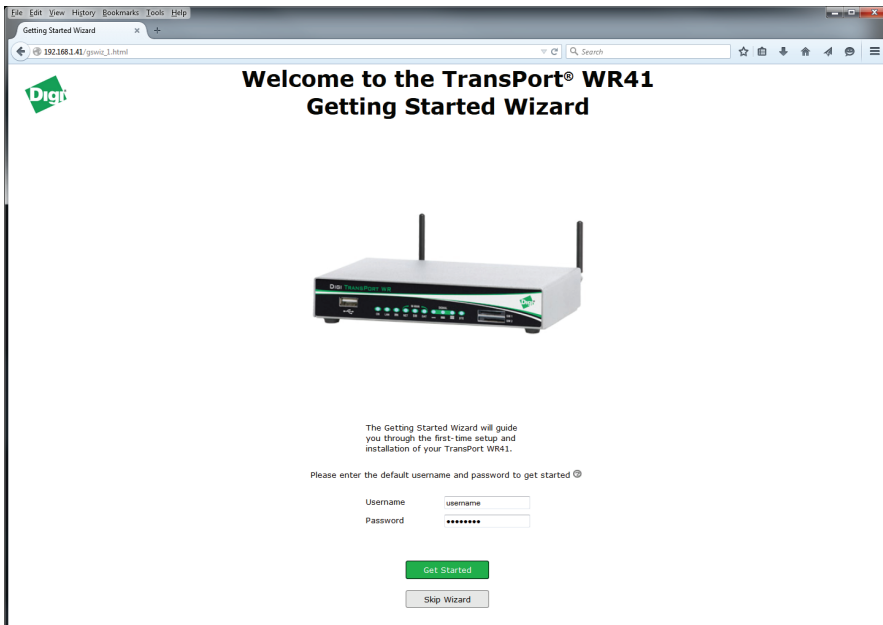 File Edit View History Bookmarks Tools Help
Getting Started Wizard × +
192.168.1.41/gswiz_1.html
Search
Digi
Welcome to the TransPort® WR41
Getting Started Wizard
DIGI TRANSPORT WR
Digi
The Getting Started Wizard will guide
you through the first-time setup and
installation of your TransPort WR41.
Please enter the default username and password to get started
Username username
Password ••••••••
Get Started
Skip Wizard